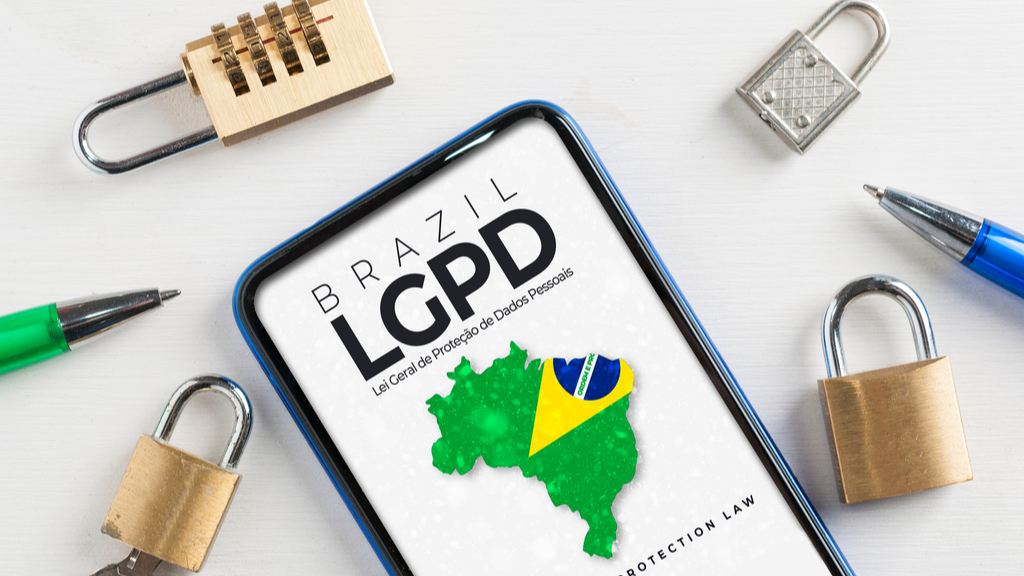 BRAZIL
LGPD
Lei Geral de Proteção de Dados Pessoais
PROTECTION LAW